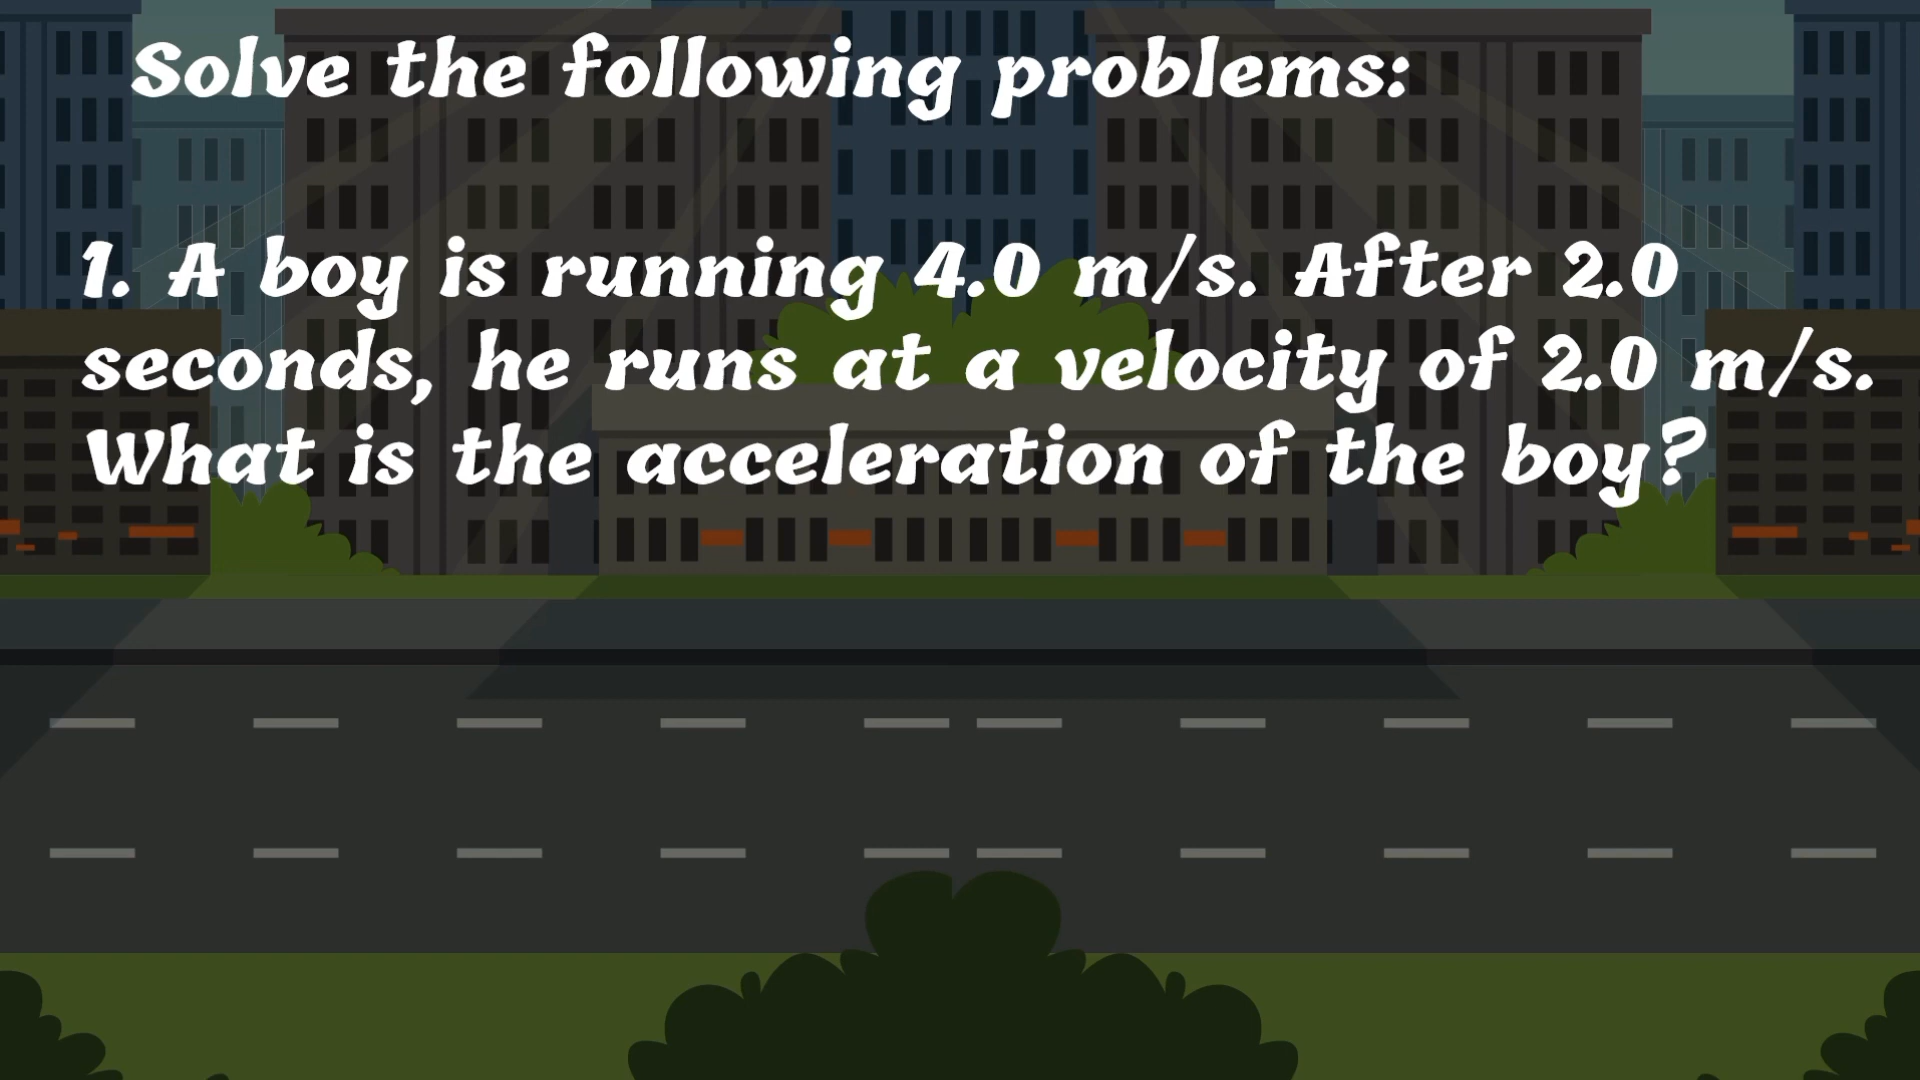 Solve the following problems:
1. A boy is running 4.0 m/s. After 2.0
seconds, he runs at a velocity of 2.0 m/s.
What is the acceleration of the boy?